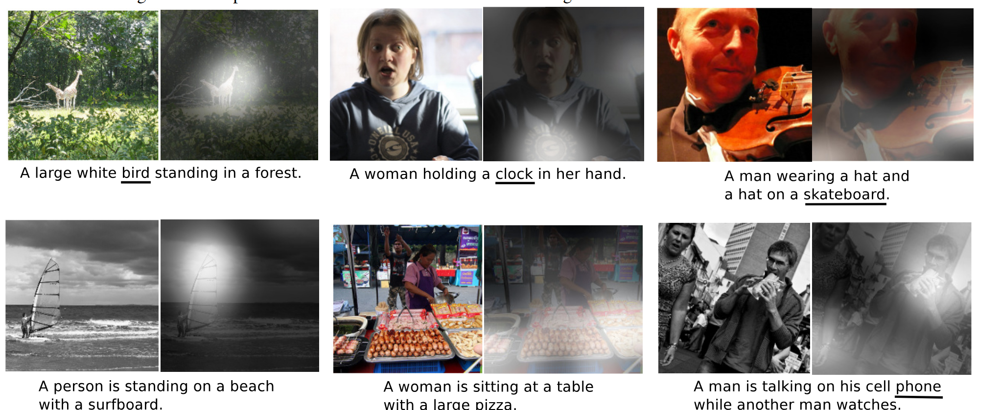 A large white bird standing in a forest.
A woman holding a clock in her hand.
A man wearing a hat and
a hat on a skateboard.
A person is standing on a beach
with a surfboard.
A woman is sitting at a table
with a large pizza.
A man is talking on his cell phone
while another man watches.